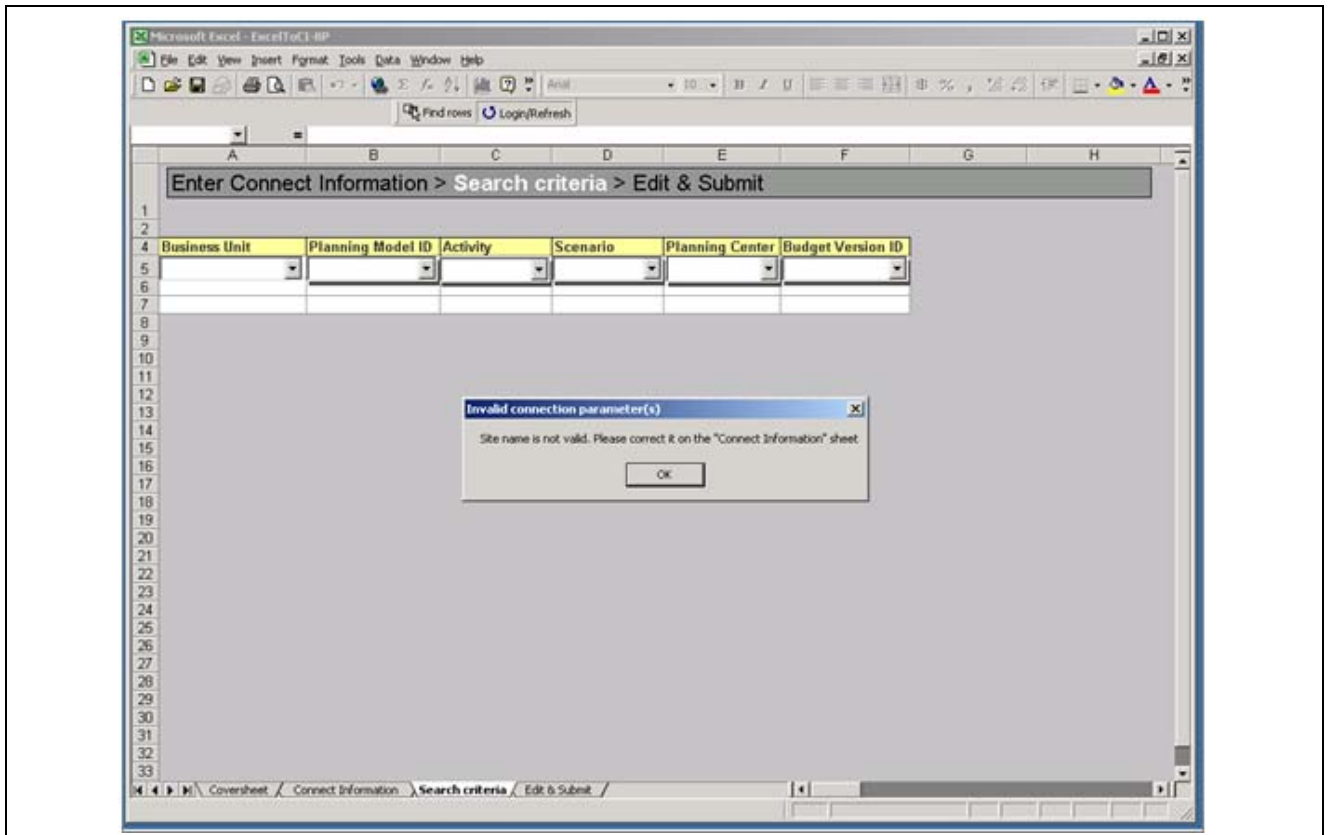 Microsoft Excel - ExcelToCI-BP
File Edit View Insert Format Tools Data Window Help
Arial 10 B I U
Find rows Login/Refresh
=
A B C D E F G H
Enter Connect Information > Search criteria > Edit & Submit
1
2
4 Business Unit Planning Model ID Activity Scenario Planning Center Budget Version ID
5
6
7
8
9
10
11
12
Invalid connection parameter(s)
13
14
Site name is not valid. Please correct it on the "Connect Information" sheet
15
16
OK
17
18
19
20
21
22
23
24
25
26
27
28
29
30
31
32
33
Coversheet / Connect Information \ Search criteria / Edit & Submit /